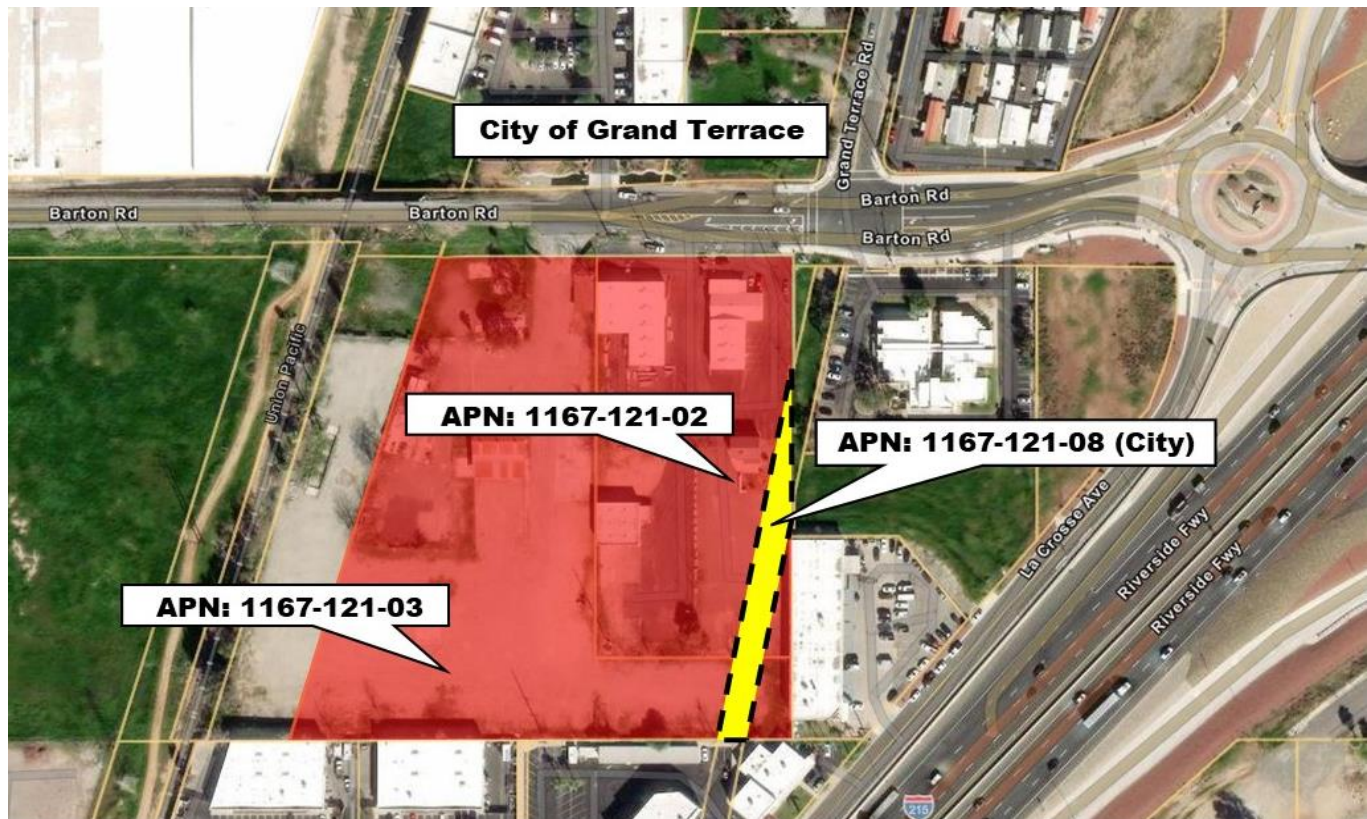 City of Grand Terrace
Grand Terrace Rd
Barton Rd
Barton Rd
Barton Rd
Barton Rd
Union Pacific
APN: 1167-121-02
APN: 1167-121-08 (City)
La Crosse Ave
Riverside Fwy
Riverside Fwy
APN: 1167-121-03
215